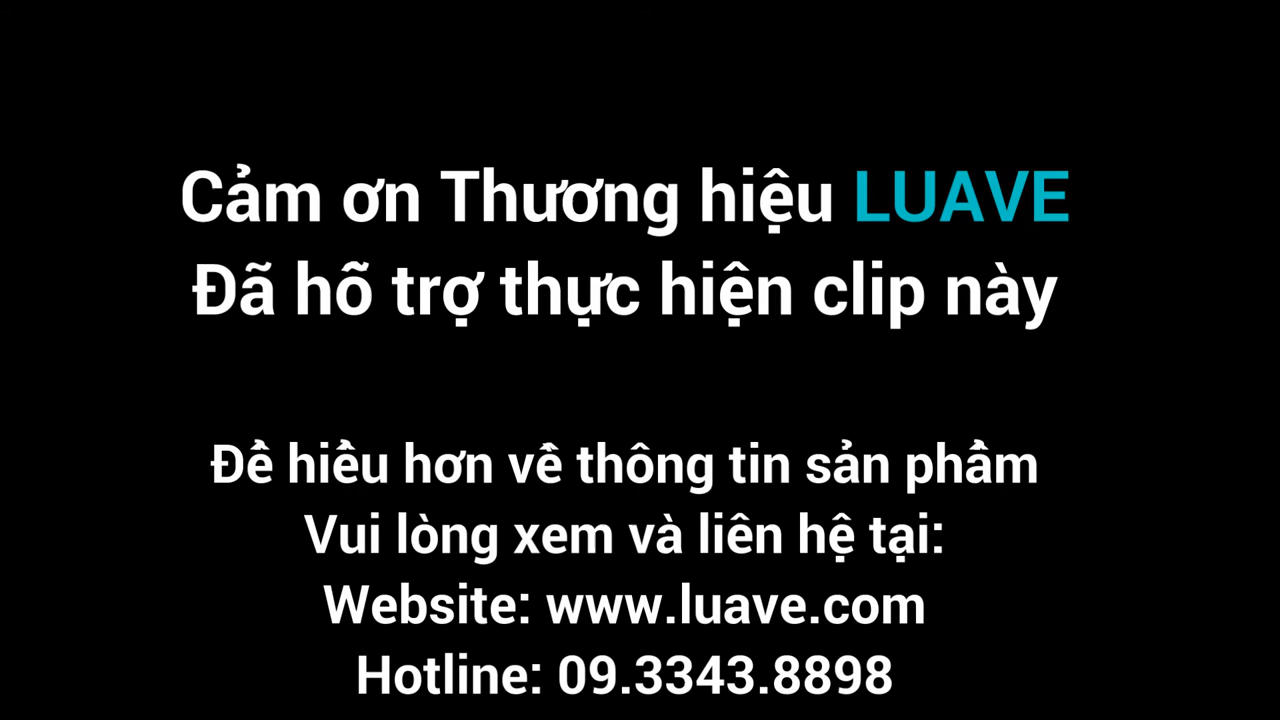 Cảm ơn Thương hiệu LUAVE
Đã hỗ trợ thực hiện clip này
Để hiểu hơn về thông tin sản phẩm
Vui lòng xem và liên hệ tại:
Website: www.luave.com
Hotline: 09.3343.8898